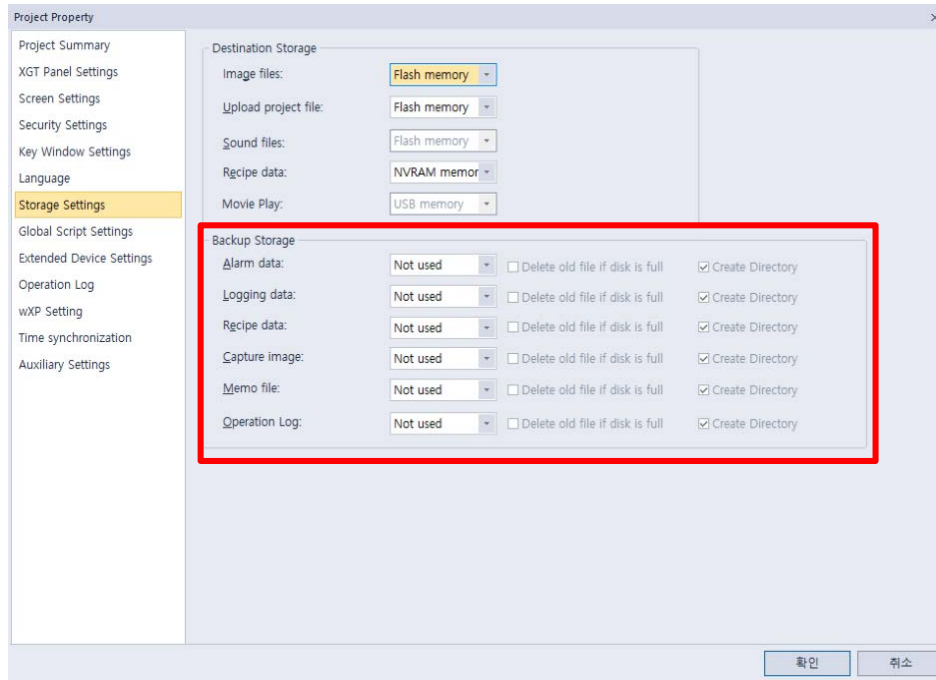 Project Property
Project Summary
XGT Panel Settings
Screen Settings
Security Settings
Key Window Settings
Language
Storage Settings
Global Script Settings
Extended Device Settings
Operation Log
wXP Setting
Time synchronization
Auxiliary Settings
Destination Storage
Image files: Flash memory
Upload project file: Flash memory
Sound files: Flash memory
Recipe data: NVRAM memor
Movie Play: USB memory
Backup Storage
Alarm data: Not used Delete old file if disk is full Create Directory
Logging data: Not used Delete old file if disk is full Create Directory
Recipe data: Not used Delete old file if disk is full Create Directory
Capture image: Not used Delete old file if disk is full Create Directory
Memo file: Not used Delete old file if disk is full Create Directory
Operation Log: Not used Delete old file if disk is full Create Directory
확인 취소